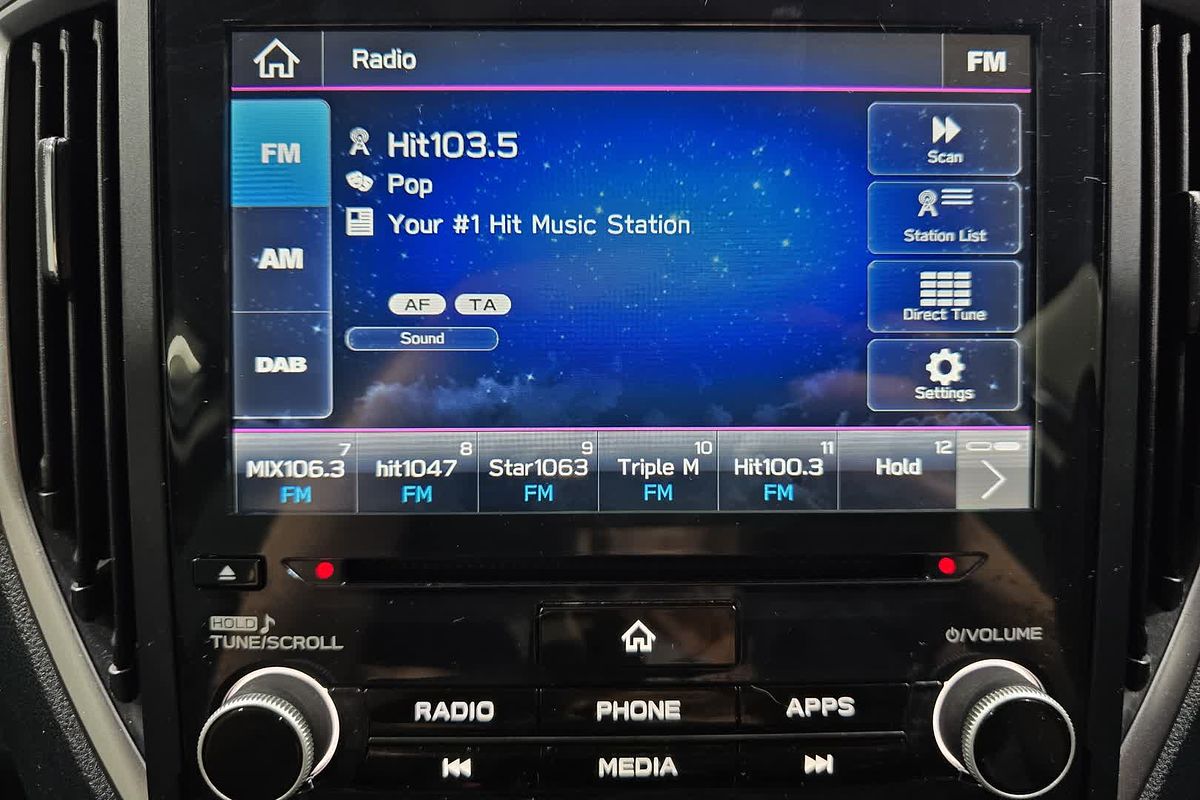 Radio
FM
FM
AM
DAB
Hit103.5
Pop
Your #1 Hit Music Station
AF TA
Sound
Scan
Station List
Direct Tune
Settings
7
MIX106.3
FM
8
hit1047
FM
9
Star1063
FM
10
Triple M
FM
11
Hit100.3
FM
12
Hold
HOLD
TUNE/SCROLL
/VOLUME
RADIO
PHONE
APPS
MEDIA